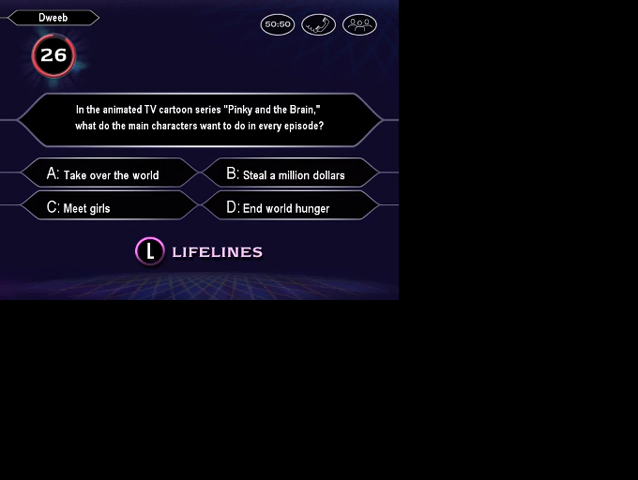 Dweeb
50:50
26
In the animated TV cartoon series "Pinky and the Brain,"
what do the main characters want to do in every episode?
A: Take over the world
B: Steal a million dollars
C: Meet girls
D: End world hunger
L LIFELINES